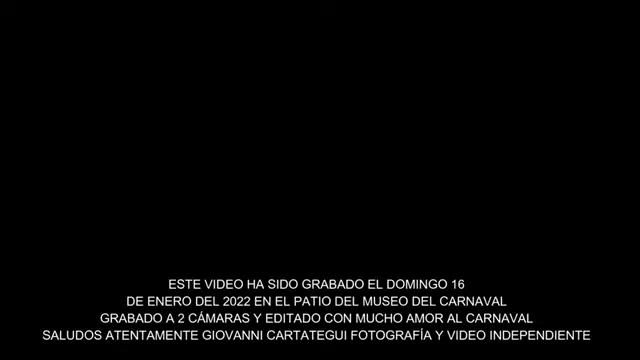 ESTE VIDEO HA SIDO GRABADO EL DOMINGO 16
DE ENERO DEL 2022 EN EL PATIO DEL MUSEO DEL CARNAVAL
GRABADO A 2 CÁMARAS Y EDITADO CON MUCHO AMOR AL CARNAVAL
SALUDOS ATENTAMENTE GIOVANNI CARTATEGUI FOTOGRAFÍA Y VIDEO INDEPENDIENTE